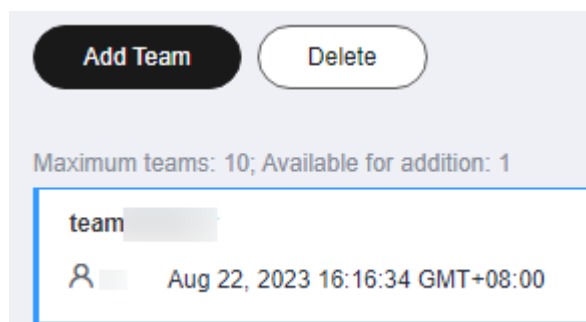 Add Team
Delete
Maximum teams: 10; Available for addition: 1
team
Aug 22, 2023 16:16:34 GMT+08:00